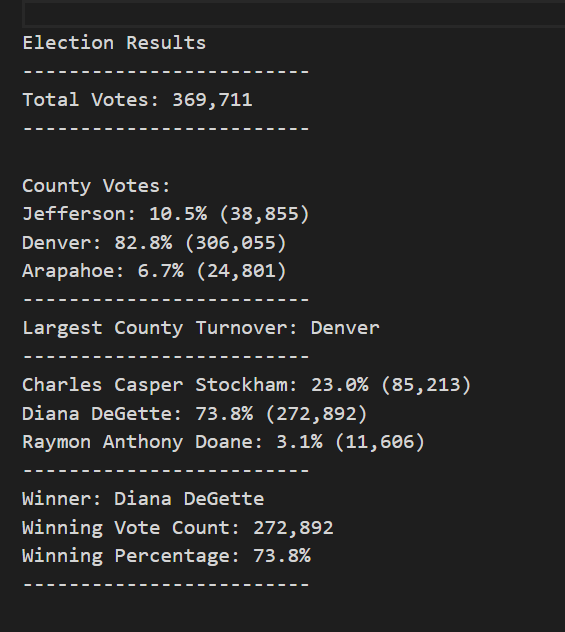 Election Results
-------------------------
Total Votes: 369,711
-------------------------
County Votes:
Jefferson: 10.5% (38,855)
Denver: 82.8% (306,055)
Arapahoe: 6.7% (24,801)
-------------------------
Largest County Turnover: Denver
-------------------------
Charles Casper Stockham: 23.0% (85,213)
Diana DeGette: 73.8% (272,892)
Raymon Anthony Doane: 3.1% (11,606)
-------------------------
Winner: Diana DeGette
Winning Vote Count: 272,892
Winning Percentage: 73.8%
-------------------------